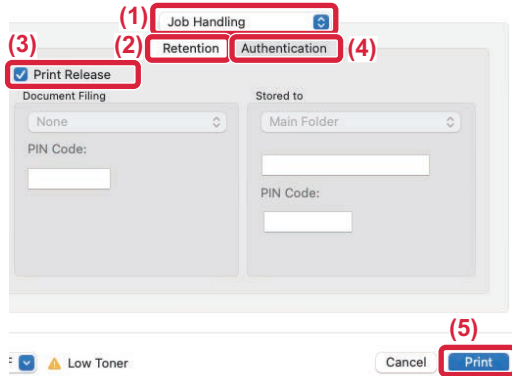 (1)
Job Handling
(3)
(2)
Retention
Authentication
(4)
Print Release
Document Filing
Stored to
None
Main Folder
PIN Code:
PIN Code:
(5)
Low Toner
Cancel
Print